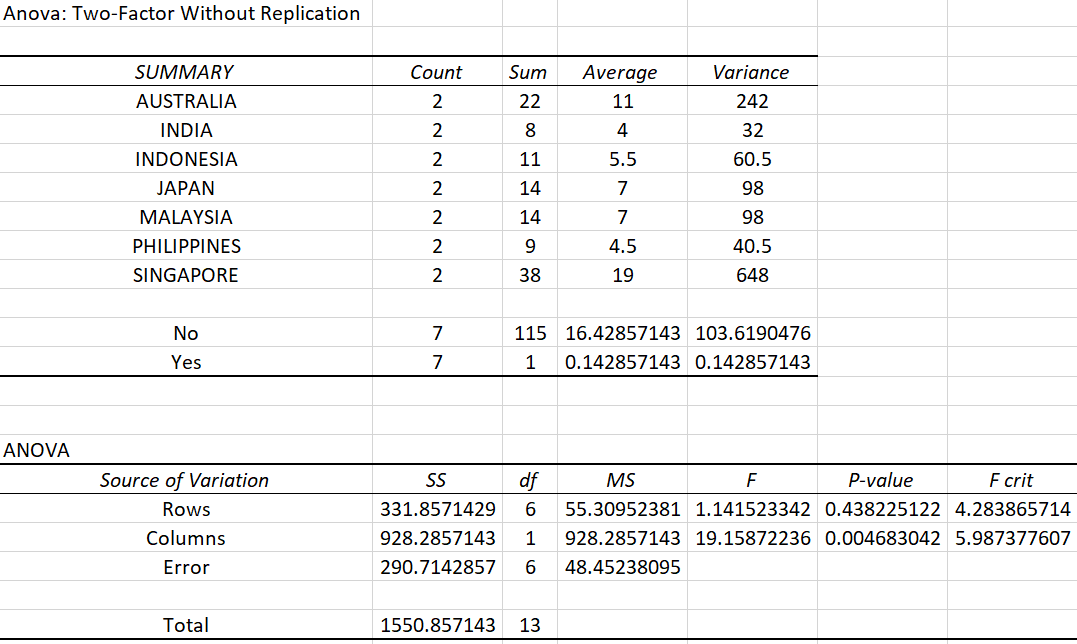 Anova: Two-Factor Without Replication
SUMMARY Count Sum Average Variance
AUSTRALIA 2 22 11 242
INDIA 2 8 4 32
INDONESIA 2 11 5.5 60.5
JAPAN 2 14 7 98
MALAYSIA 2 14 7 98
PHILIPPINES 2 9 4.5 40.5
SINGAPORE 2 38 19 648
No 7 115 16.42857143 103.6190476
Yes 7 1 0.142857143 0.142857143
ANOVA
Source of Variation SS df MS F P-value F crit
Rows 331.8571429 6 55.30952381 1.141523342 0.438225122 4.283865714
Columns 928.2857143 1 928.2857143 19.15872236 0.004683042 5.987377607
Error 290.7142857 6 48.45238095
Total 1550.857143 13